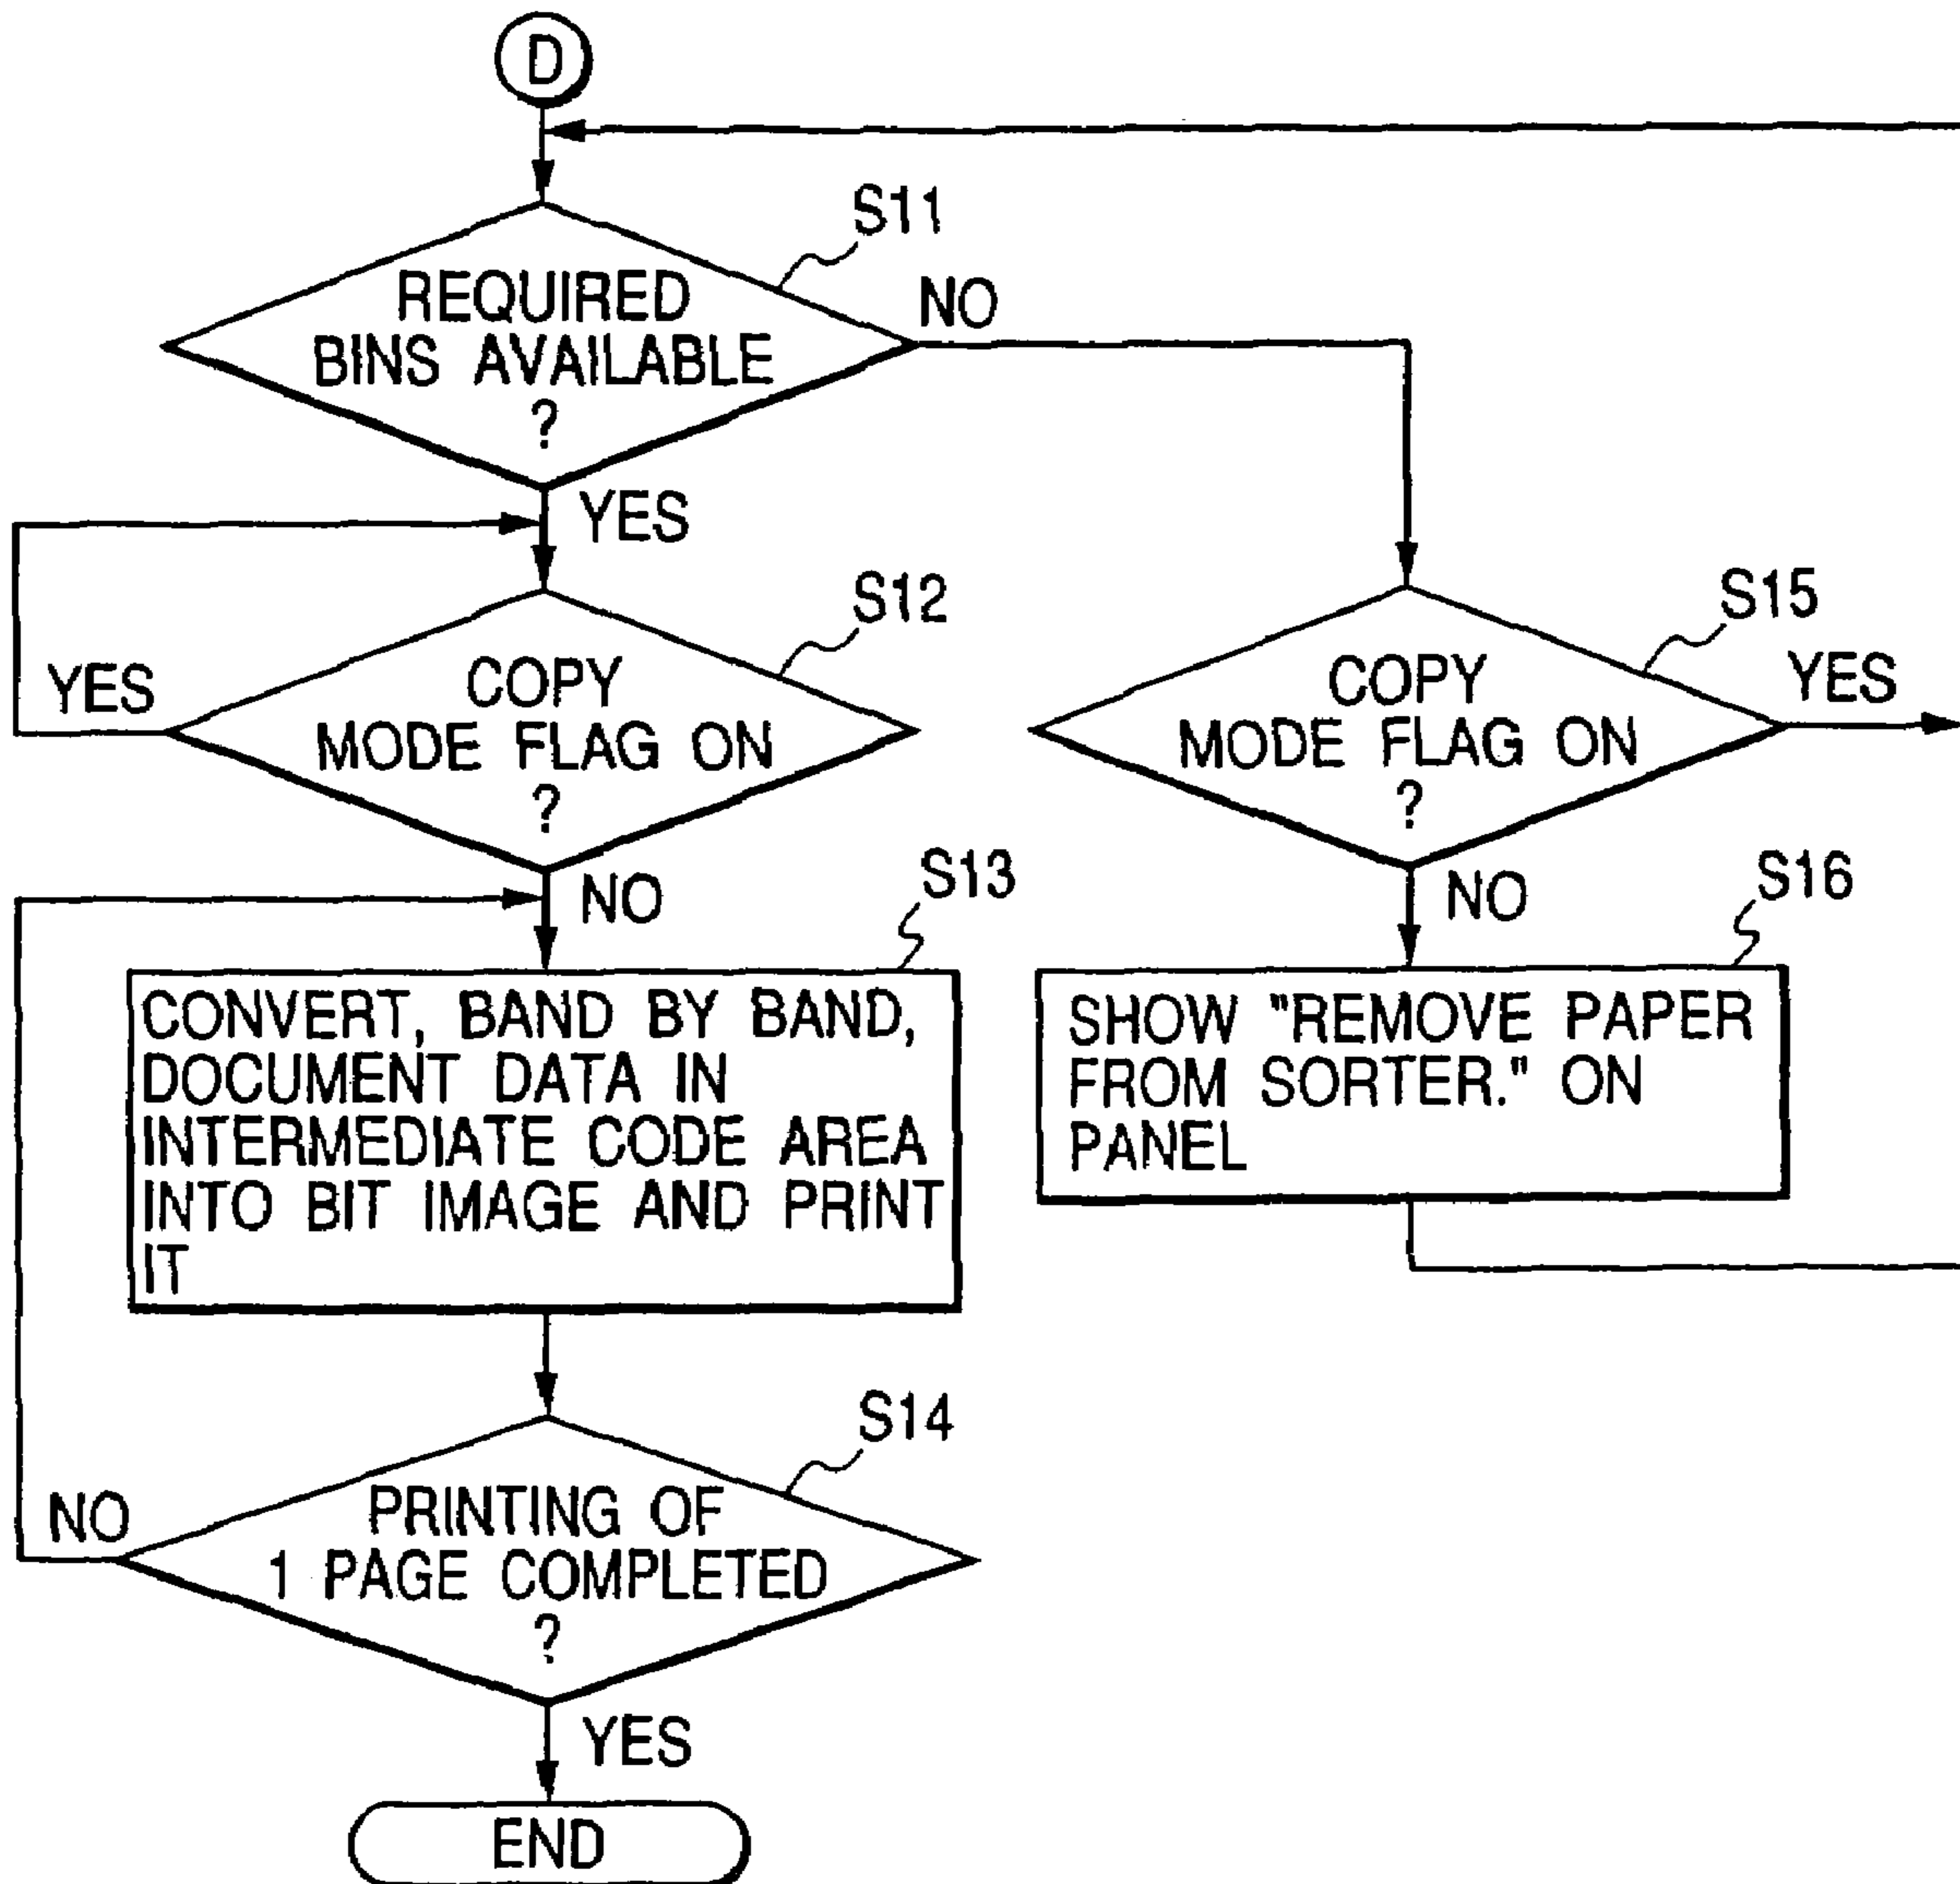 D
S11
REQUIRED
BINS AVAILABLE
?
NO
YES
S12
COPY
MODE FLAG ON
?
YES
NO
S15
COPY
MODE FLAG ON
?
YES
NO
S13
CONVERT, BAND BY BAND,
DOCUMENT DATA IN
INTERMEDIATE CODE AREA
INTO BIT IMAGE AND PRINT
IT
S16
SHOW "REMOVE PAPER
FROM SORTER." ON
PANEL
S14
PRINTING OF
1 PAGE COMPLETED
?
NO
YES
END